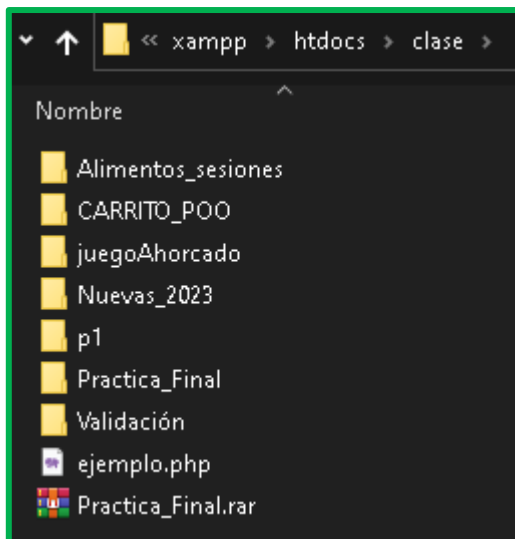 « xampp > htdocs > clase >
Nombre
Alimentos_sesiones
CARRITO_POO
juegoAhorcado
Nuevas_2023
p1
Practica_Final
Validación
ejemplo.php
Practica_Final.rar